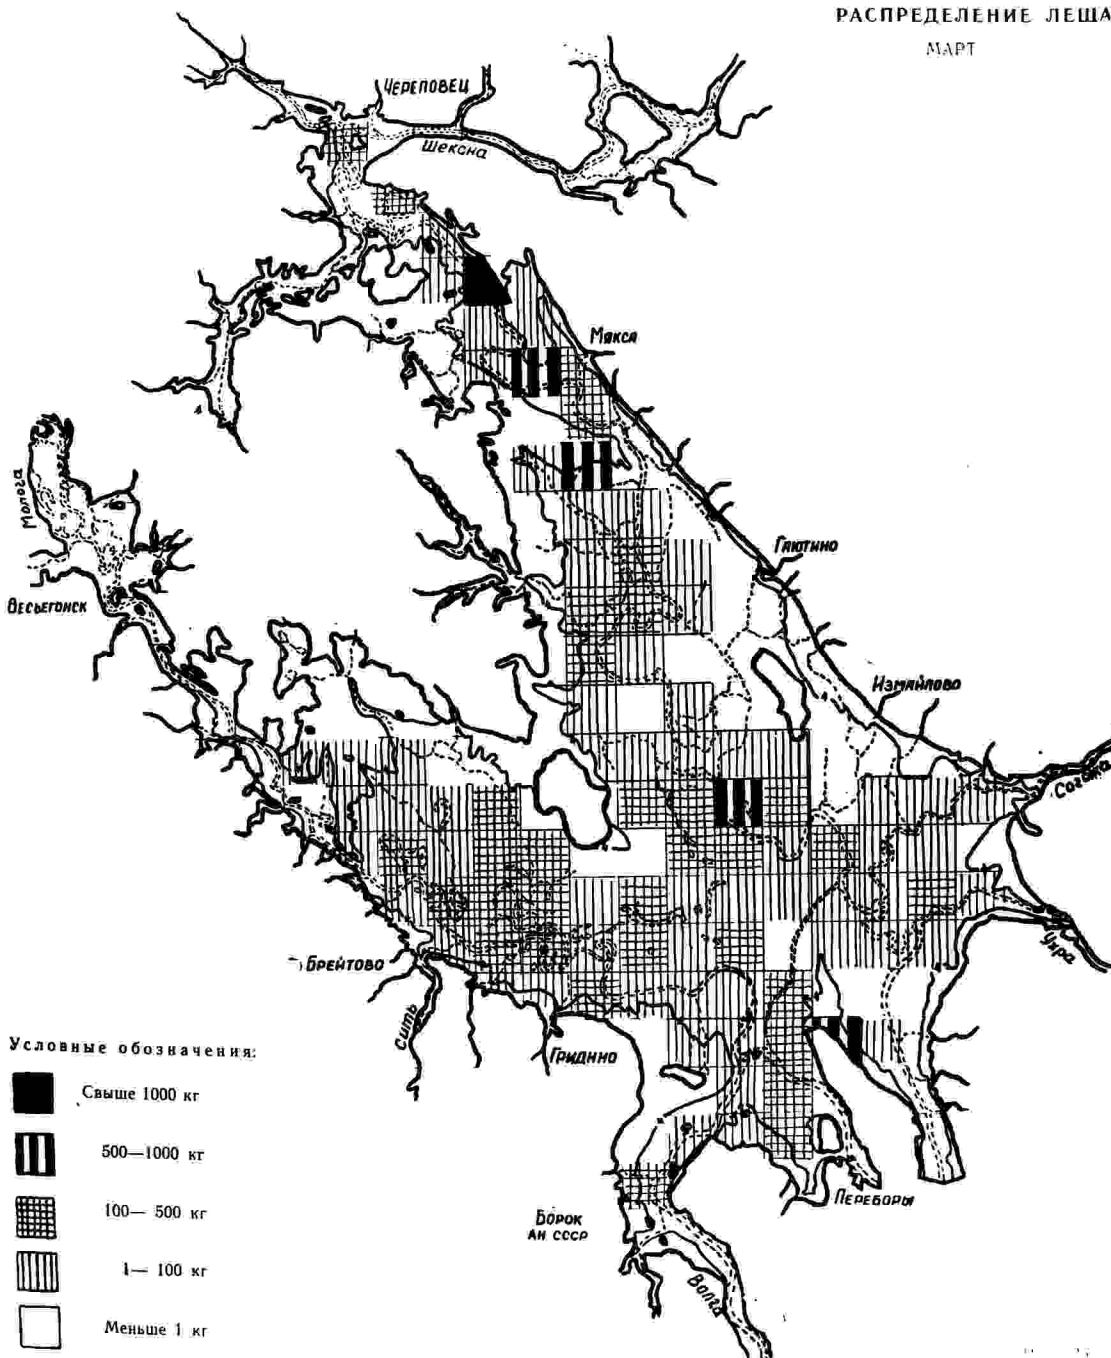 РАСПРЕДЕЛЕНИЕ ЛЕЩА
МАРТ
ЧЕРЕПОВЕЦ
Шексна
Мякса
Молога
Гаютино
Весьегонск
Измайлово
Согожа
Ухра
Брейтово
Сить
Гридино
Условные обозначения:
Свыше 1000 кг
500—1000 кг
100— 500 кг
1— 100 кг
Меньше 1 кг
Переборы
Борок
АН СССР
Волга